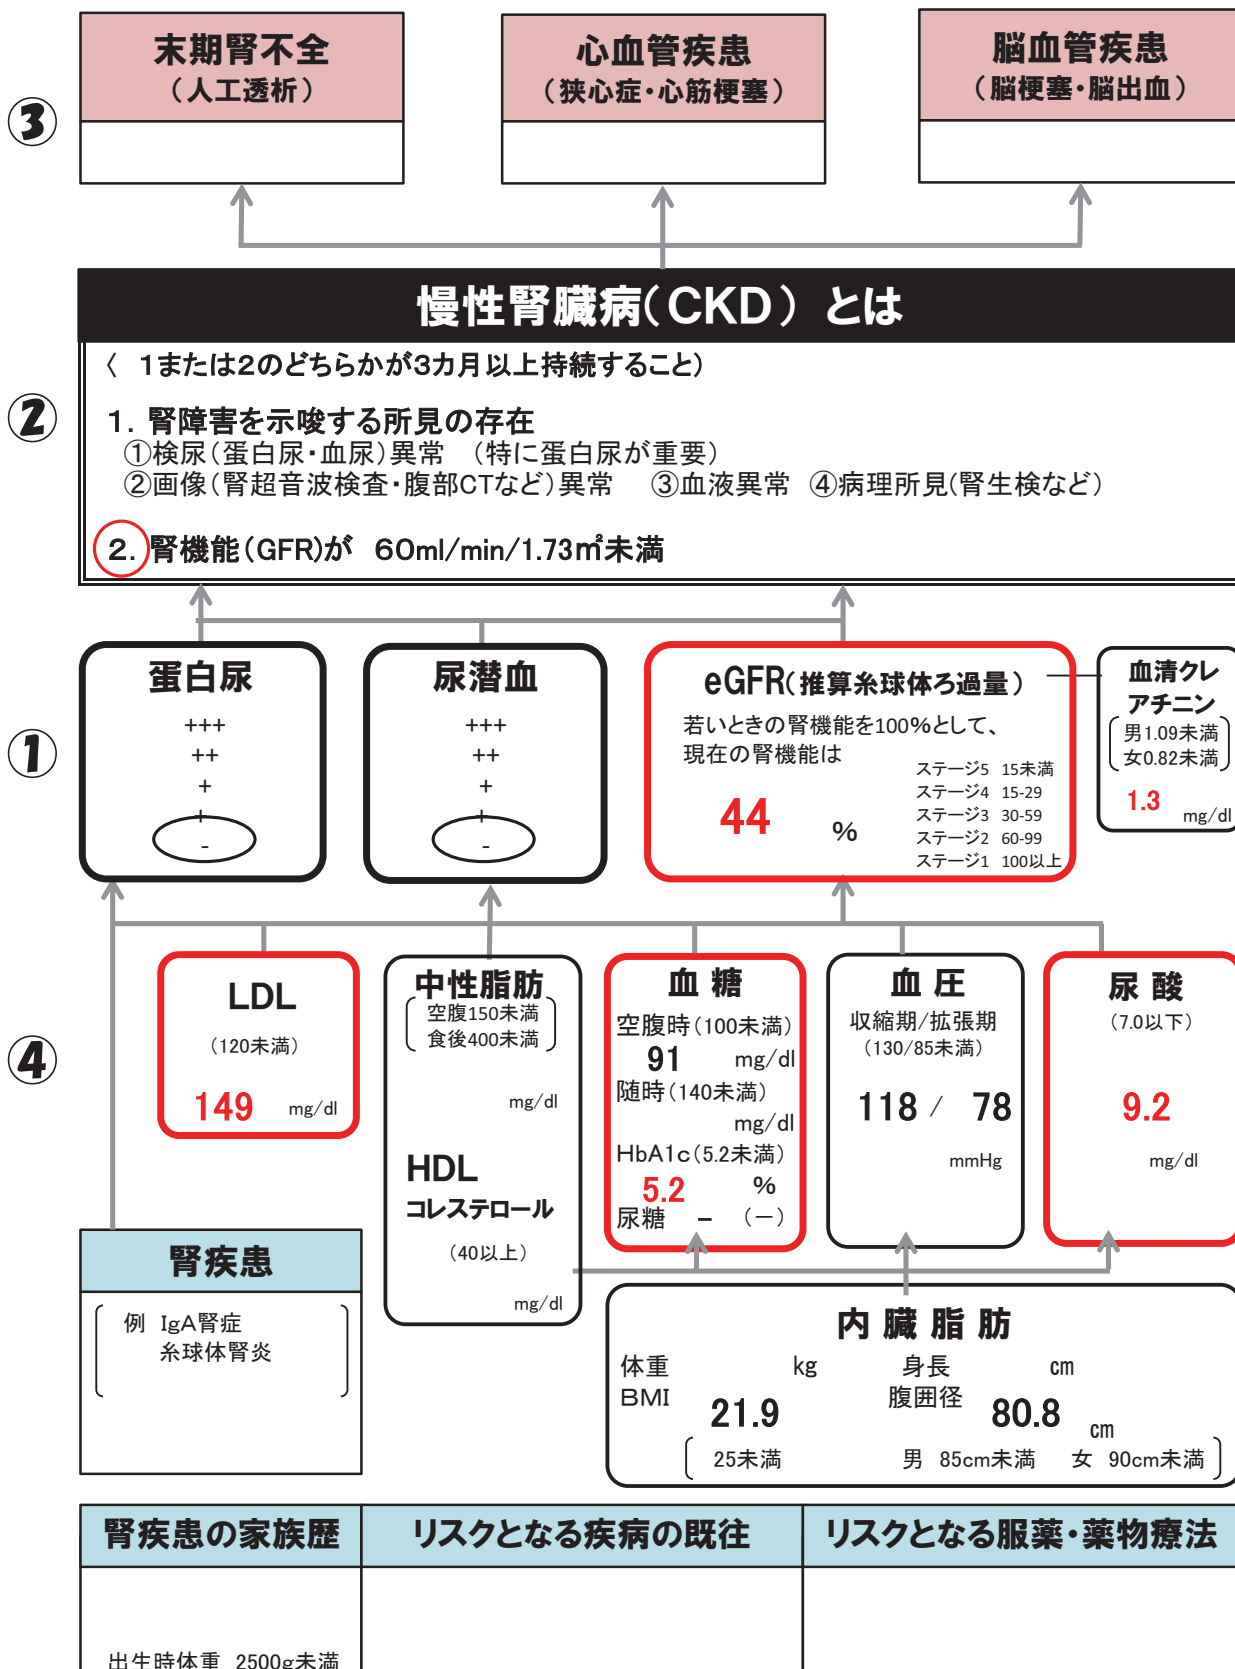 ③
末期腎不全
（人工透析）
心血管疾患
（狭心症・心筋梗塞）
脳血管疾患
（脳梗塞・脳出血）
②
慢性腎臓病（CKD） とは
〈 １または２のどちらかが３カ月以上持続すること）
１．腎障害を示唆する所見の存在
①検尿（蛋白尿・血尿）異常 （特に蛋白尿が重要）
②画像（腎超音波検査・腹部CTなど）異常 ③血液異常 ④病理所見（腎生検など）
２．腎機能（GFR）が 60ml/min/1.73㎡未満
①
蛋白尿
+++
++
+
+
-
尿潜血
+++
++
+
+
-
eGFR（推算糸球体ろ過量）
若いときの腎機能を100％として、
現在の腎機能は
44 %
ステージ5 15未満
ステージ4 15-29
ステージ3 30-59
ステージ2 60-99
ステージ1 100以上
血清クレ
アチニン
男1.09未満
女0.82未満
1.3 mg/dl
④
LDL
（120未満）
149 mg/dl
中性脂肪
空腹150未満
食後400未満
mg/dl
HDL
コレステロール
（40以上）
mg/dl
血 糖
空腹時（100未満）
91 mg/dl
随時（140未満）
mg/dl
HbA1c（5.2未満）
5.2 %
尿糖 － （－）
血 圧
収縮期/拡張期
（130/85未満）
118 / 78
mmHg
尿 酸
（7.0以下）
9.2
mg/dl
腎疾患
例 IgA腎症
糸球体腎炎
内 臓 脂 肪
体重 kg 身長 cm
BMI 21.9 腹囲径 80.8 cm
25未満 男 85cm未満 女 90cm未満
腎疾患の家族歴
リスクとなる疾病の既往
リスクとなる服薬・薬物療法
出生時体重 2500g未満